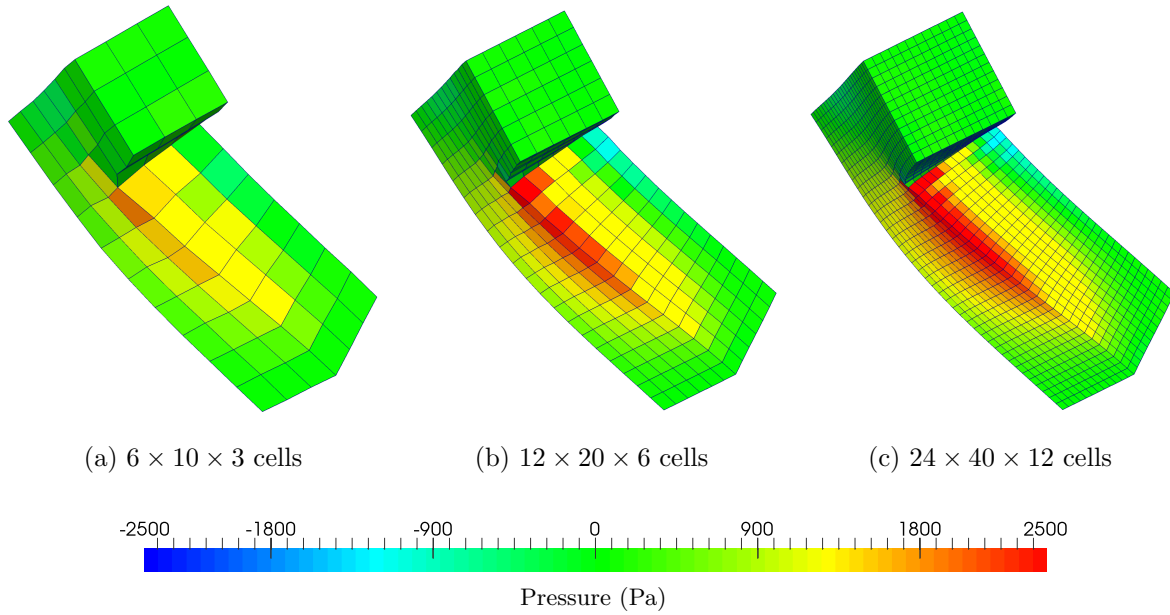 (a) 6 × 10 × 3 cells
(b) 12 × 20 × 6 cells
(c) 24 × 40 × 12 cells
-2500 -1800 -900 0 900 1800 2500
Pressure (Pa)